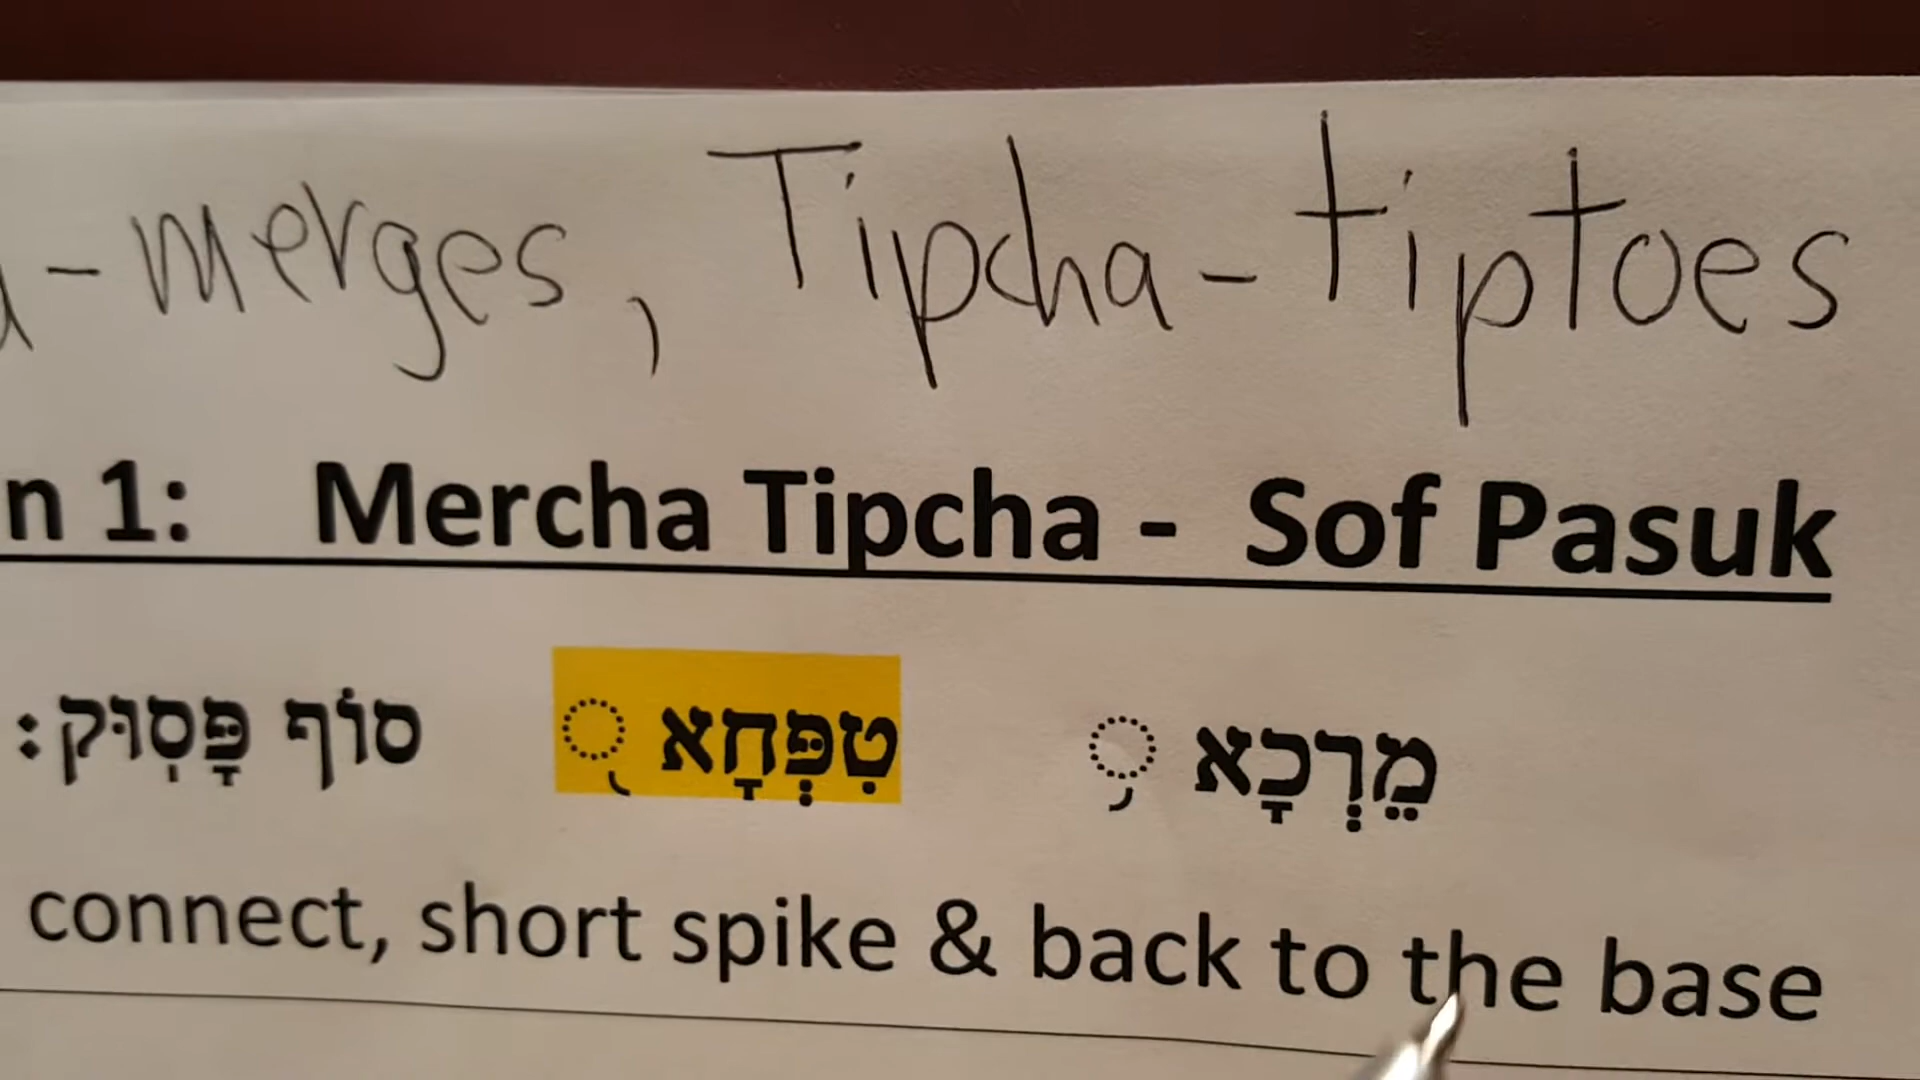 - merges, Tipcha - tiptoes
n 1: Mercha Tipcha - Sof Pasuk
מֵרְכָא ◌֥ טִפְּחָא ◌֖ סוֹף פָּסְוּק׃
connect, short spike & back to the base